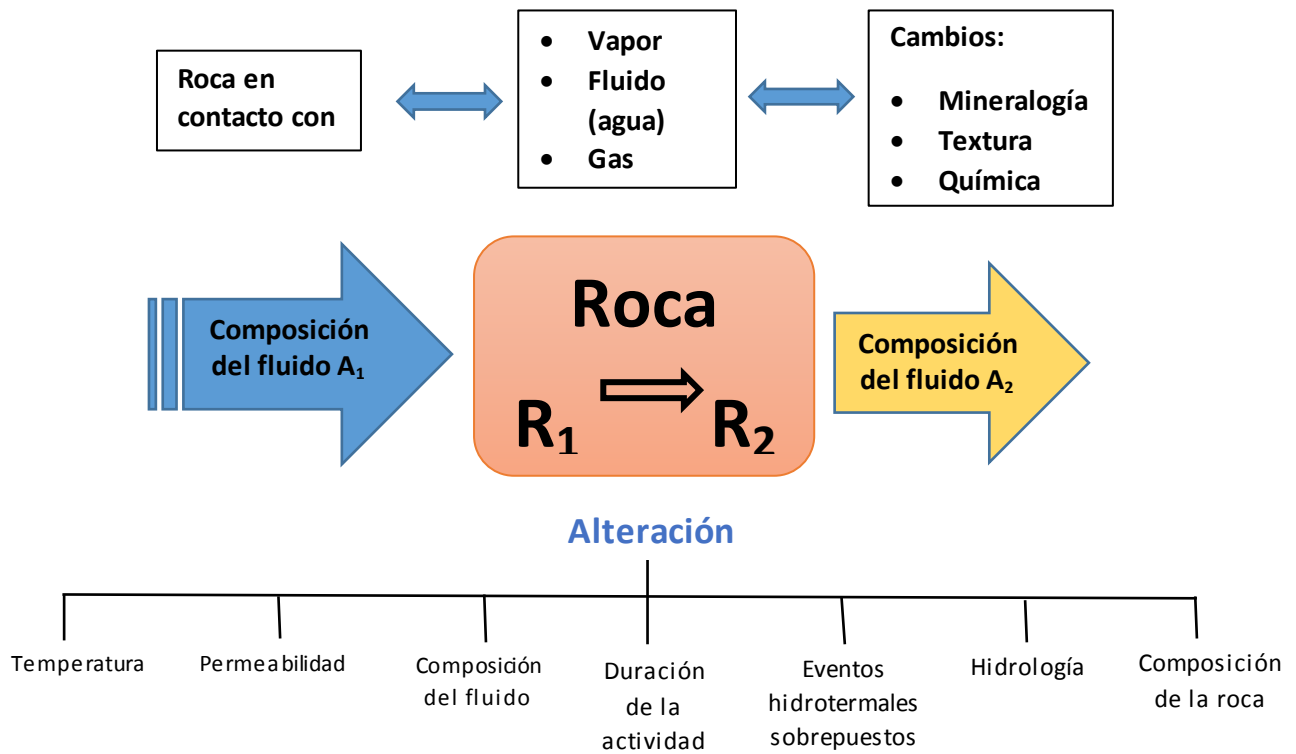 Roca en
contacto con
• Vapor
• Fluido
(agua)
• Gas
Cambios:
• Mineralogía
• Textura
• Química
Composición
del fluido A₁
Roca
R₁
R₂
Composición
del fluido A₂
Alteración
Temperatura
Permeabilidad
Composición
del fluido
Duración
de la
actividad
Eventos
hidrotermales
sobrepuestos
Hidrología
Composición
de la roca